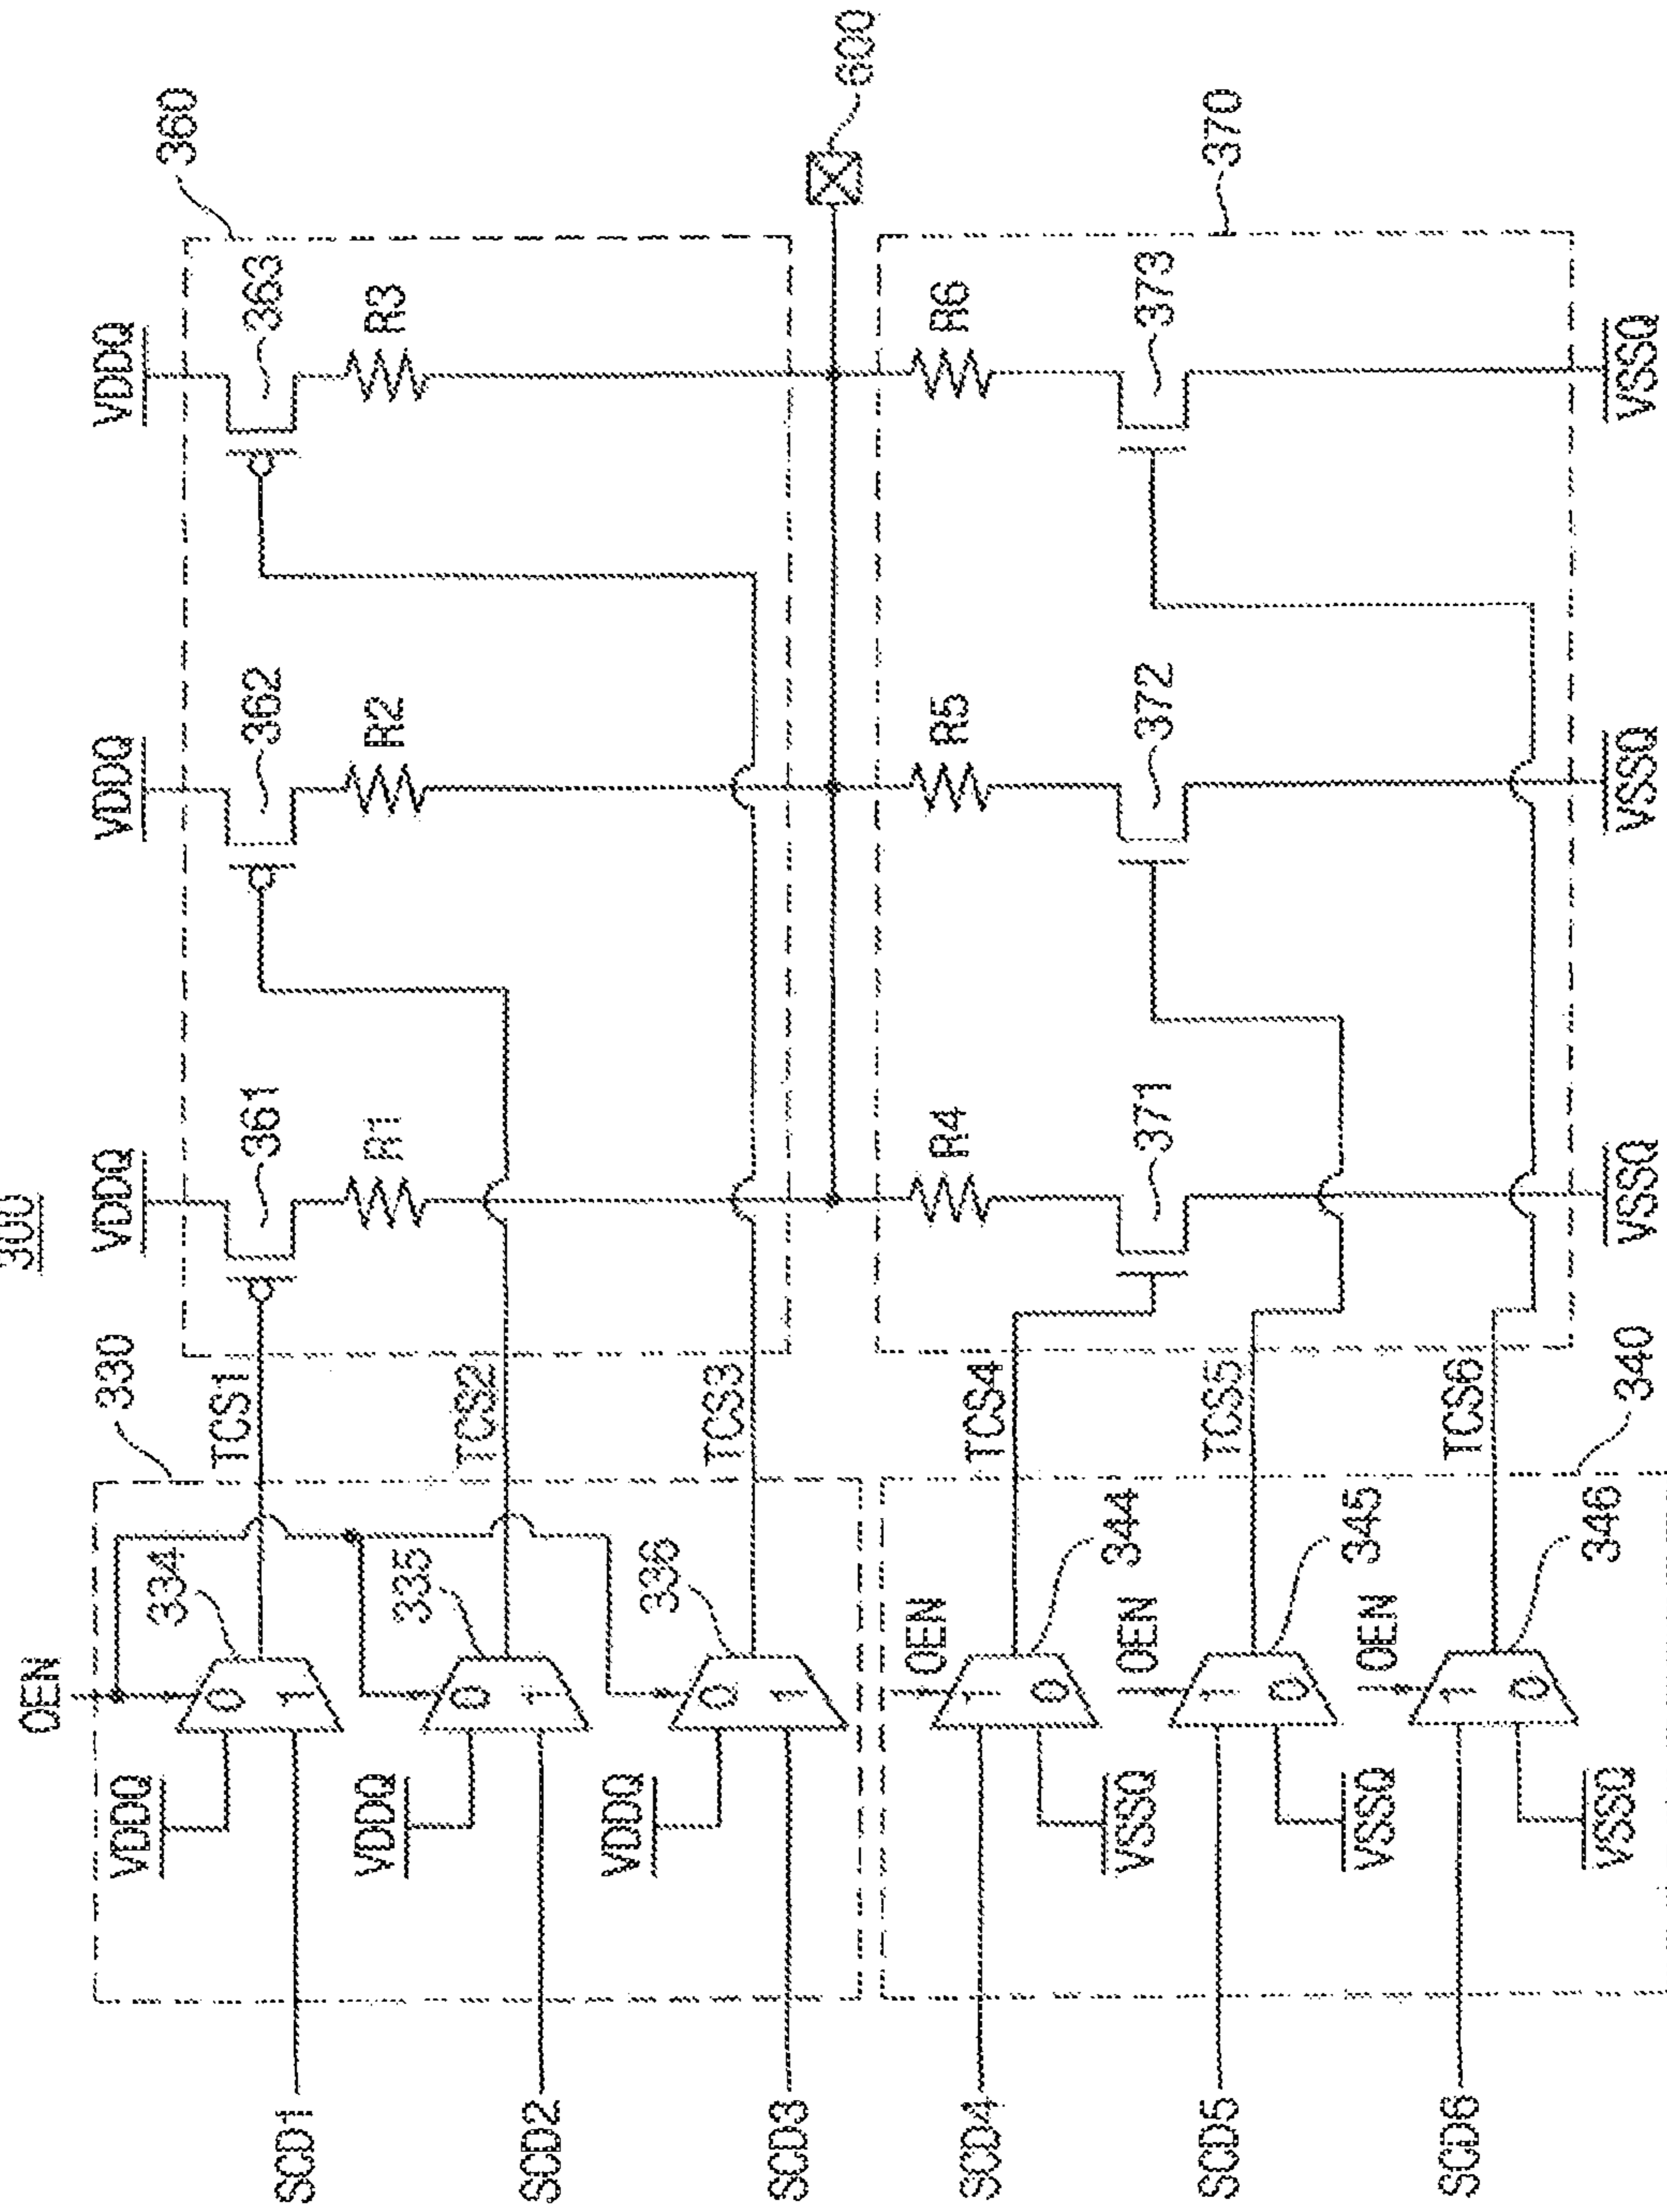 300
VDDQ VDDQ VDDQ
360
OEN
330
334
VDDQ
TCS1
361
362
363
SCD1
R1
R2
R3
335
VDDQ
TCS2
SCD2
336
VDDQ
TCS3
SCD3
0
1
0
1
0
1
600
OEN
SCD4
TCS4
R4
R5
R6
1
0
344
VSSQ
371
372
373
370
OEN
SCD5
TCS5
1
0
345
VSSQ
OEN
SCD6
TCS6
1
0
346
VSSQ
340
VSSQ VSSQ VSSQ